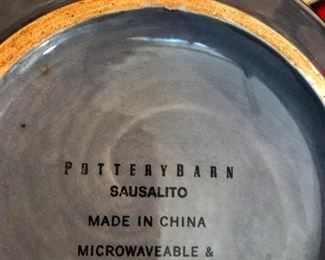 POTTERYBARN
SAUSALITO
MADE IN CHINA
MICROWAVEABLE &